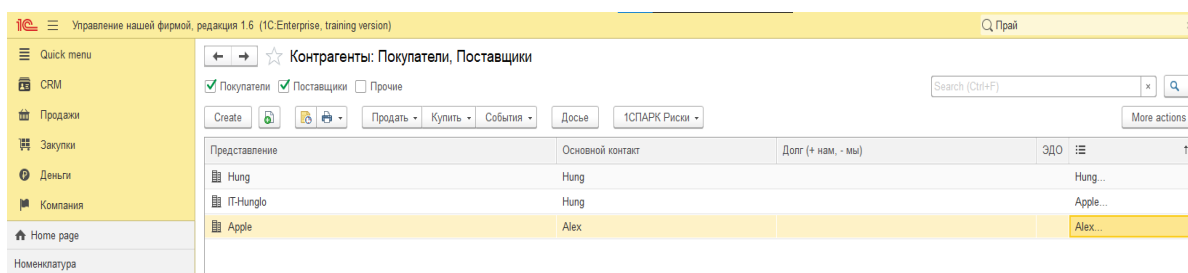 1C Управление нашей фирмой, редакция 1.6 (1C:Enterprise, training version) Прай
Quick menu
CRM
Продажи
Закупки
Деньги
Компания
Home page
Номенклатура
Контрагенты: Покупатели, Поставщики
Покупатели Поставщики Прочие Search (Ctrl+F) ×
Create Продать Купить События Досье 1СПАРК Риски More actions
Представление Основной контакт Долг (+ нам, - мы) ЭДО
Hung Hung Hung...
IT-Hunglo Hung Apple...
Apple Alex Alex...